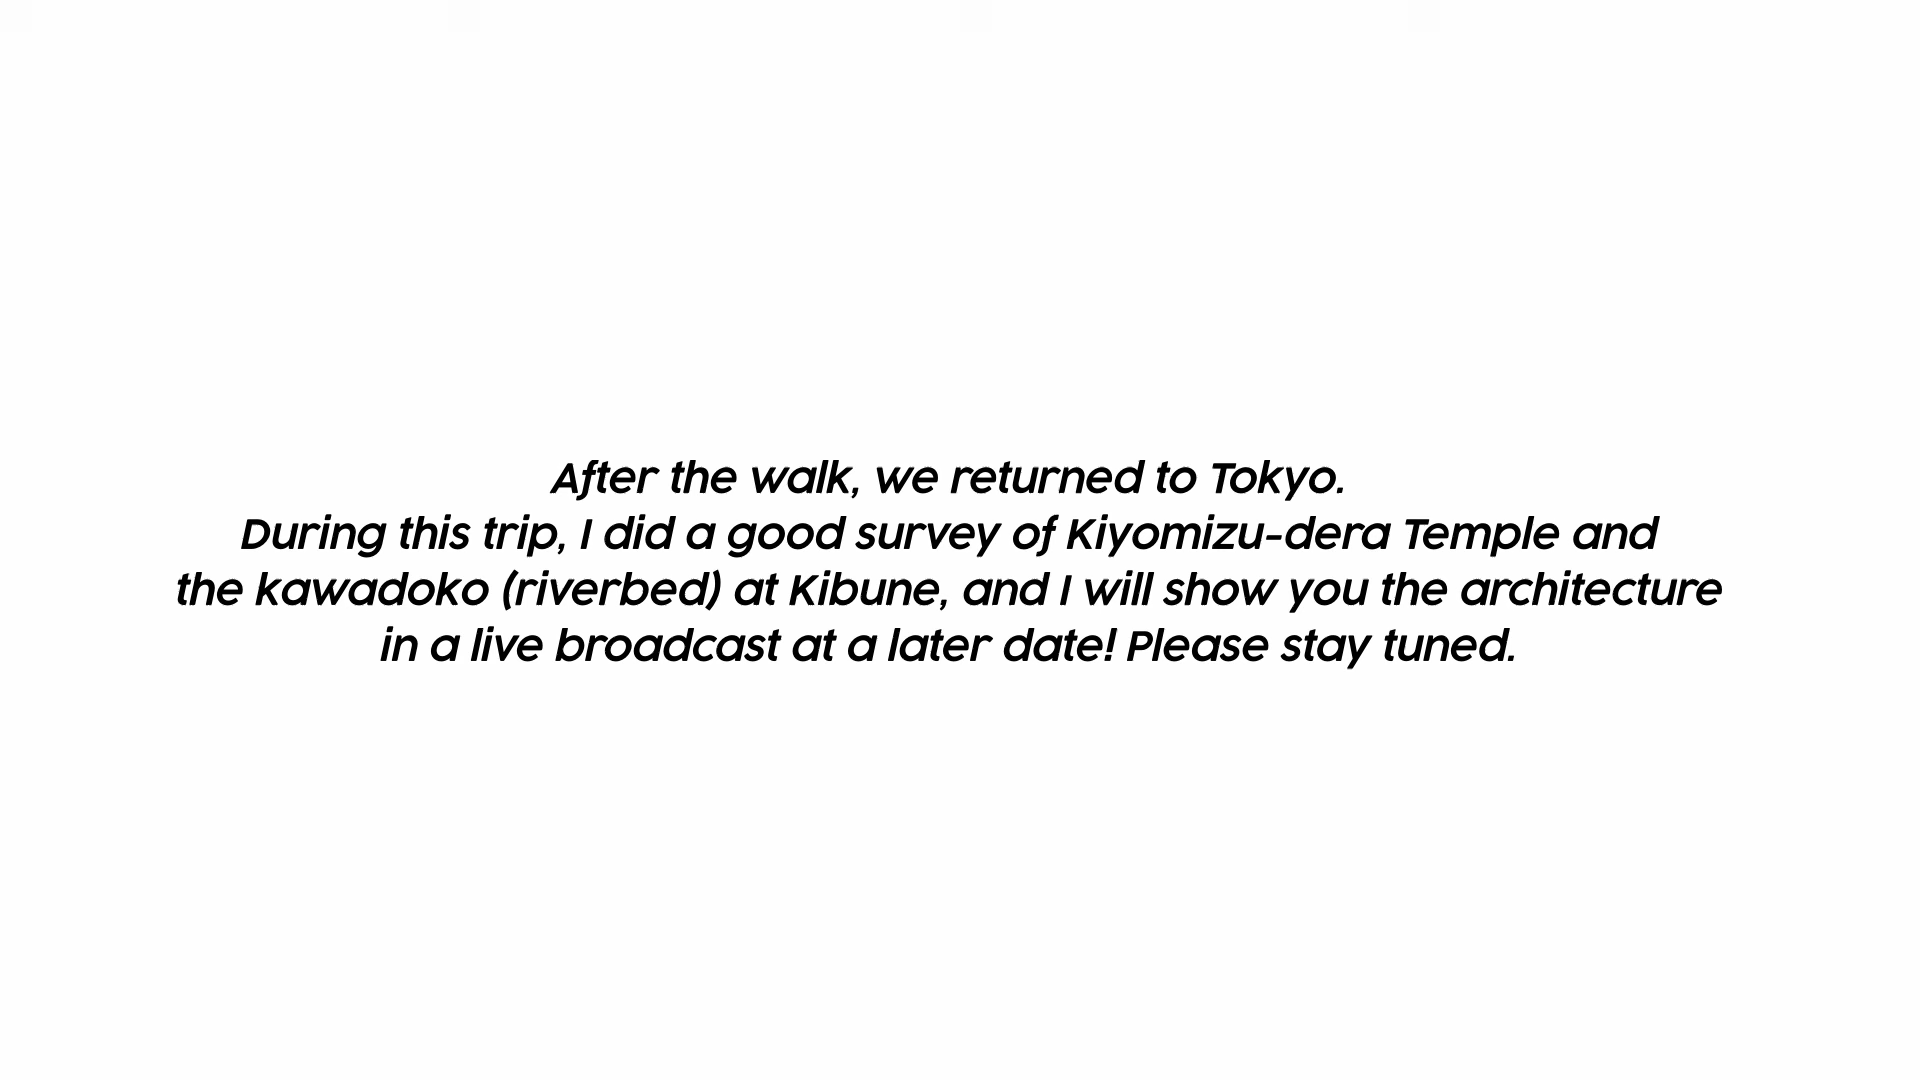 After the walk, we returned to Tokyo.
During this trip, I did a good survey of Kiyomizu-dera Temple and
the kawadoko (riverbed) at Kibune, and I will show you the architecture
in a live broadcast at a later date! Please stay tuned.